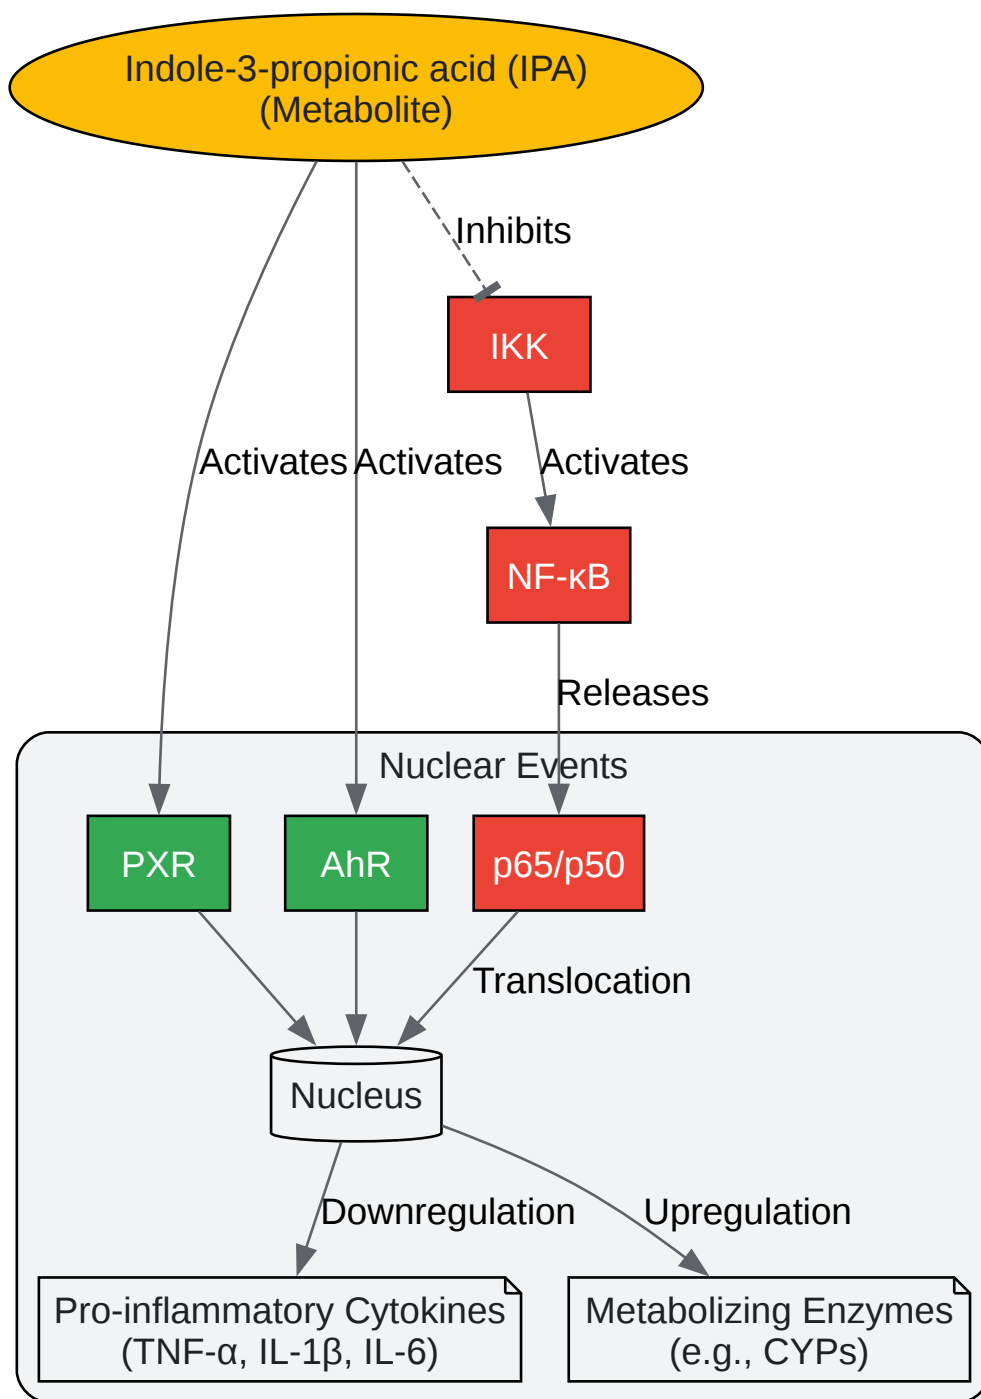 Indole-3-propionic acid (IPA)
(Metabolite)
Inhibits
IKK
Activates
Activates
Activates
NF-κB
Releases
Nuclear Events
PXR
AhR
p65/p50
Translocation
Nucleus
Downregulation
Upregulation
Pro-inflammatory Cytokines
(TNF-α, IL-1β, IL-6)
Metabolizing Enzymes
(e.g., CYPs)